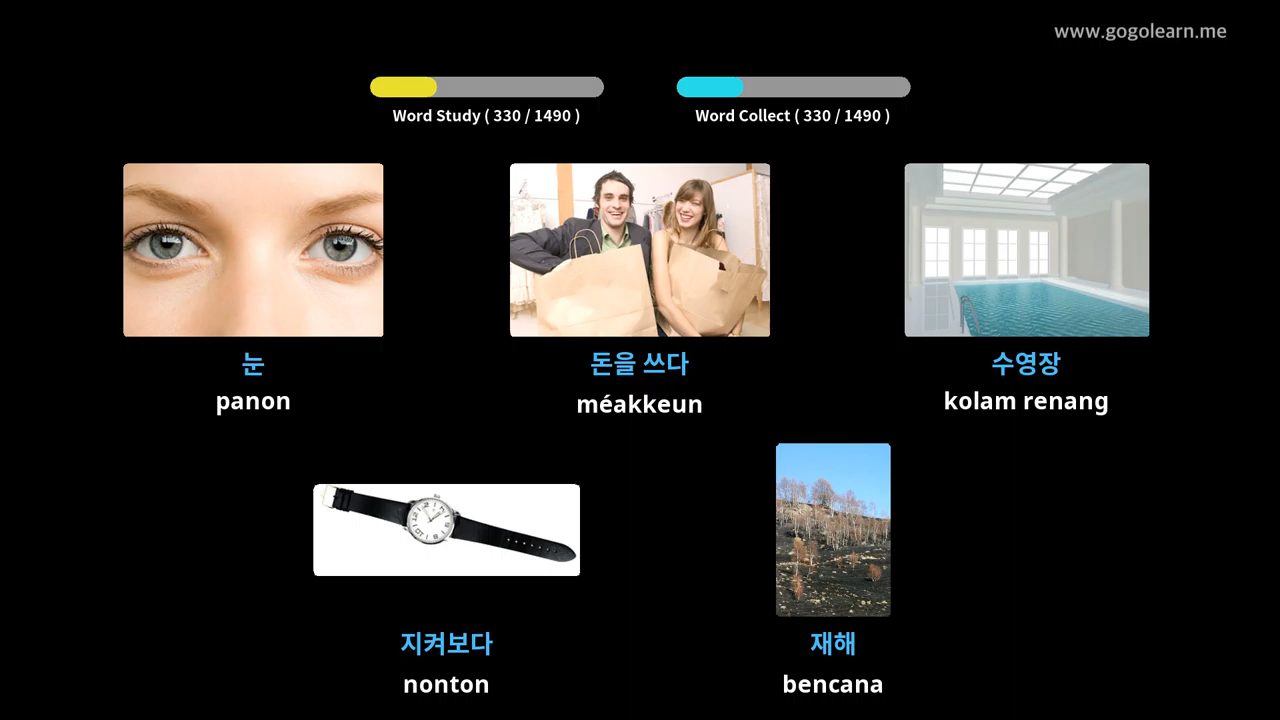 www.gogolearn.me
Word Study ( 330 / 1490 )
Word Collect ( 330 / 1490 )
눈
panon
돈을 쓰다
méakkeun
수영장
kolam renang
지켜보다
nonton
재해
bencana